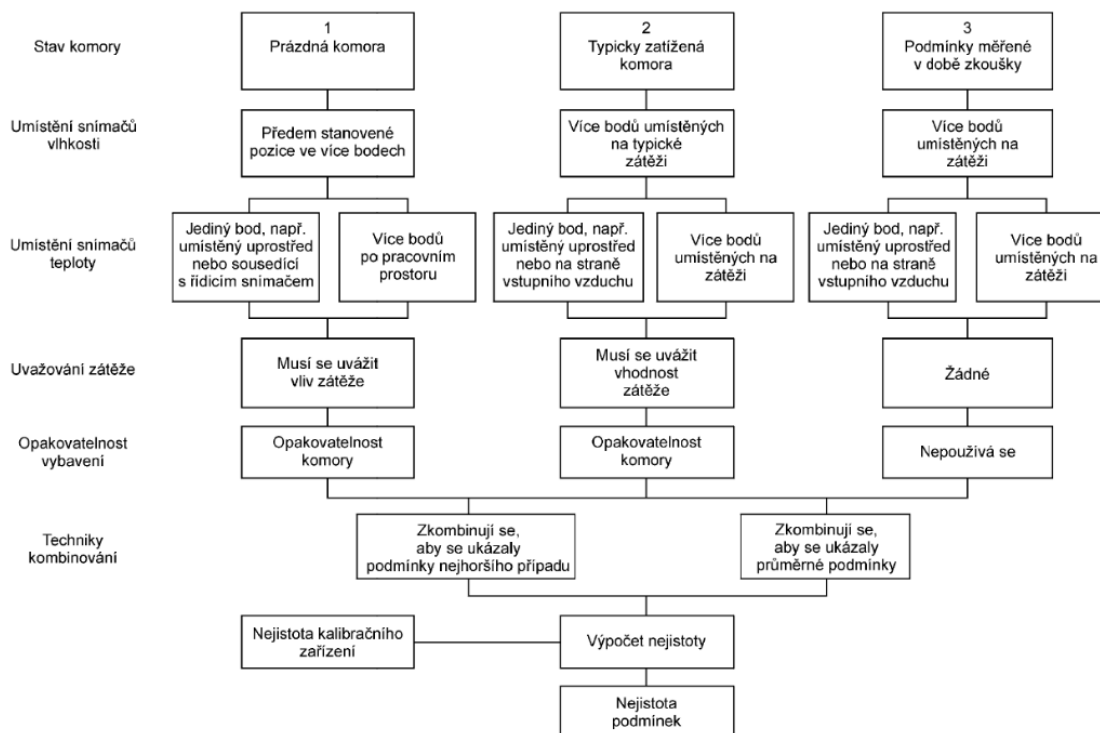 Stav komory
1
Prázdná komora
2
Typicky zatížená
komora
3
Podmínky měřené
v době zkoušky
Umístění snímačů
vlhkosti
Předem stanovené
pozice ve více bodech
Více bodů umístěných
na typické
zátěži
Více bodů
umístěných na
zátěži
Umístění snímačů
teploty
Jediný bod, např.
umístěný uprostřed
nebo sousedící
s řídicím snímačem
Více bodů
po pracovním
prostoru
Jediný bod, např.
umístěný uprostřed
nebo na straně
vstupního vzduchu
Více bodů
umístěných na
zátěži
Jediný bod, např.
umístěný uprostřed
nebo na straně
vstupního vzduchu
Více bodů
umístěných na
zátěži
Uvažování zátěže
Musí se uvážit
vliv zátěže
Musí se uvážit
vhodnost
zátěže
Žádné
Opakovatelnost
vybavení
Opakovatelnost
komory
Opakovatelnost
komory
Nepoužívá se
Techniky
kombinování
Zkombinují se,
aby se ukázaly
podmínky nejhoršího případu
Zkombinují se,
aby se ukázaly
průměrné podmínky
Nejistota kalibračního
zařízení
Výpočet nejistoty
Nejistota
podmínek